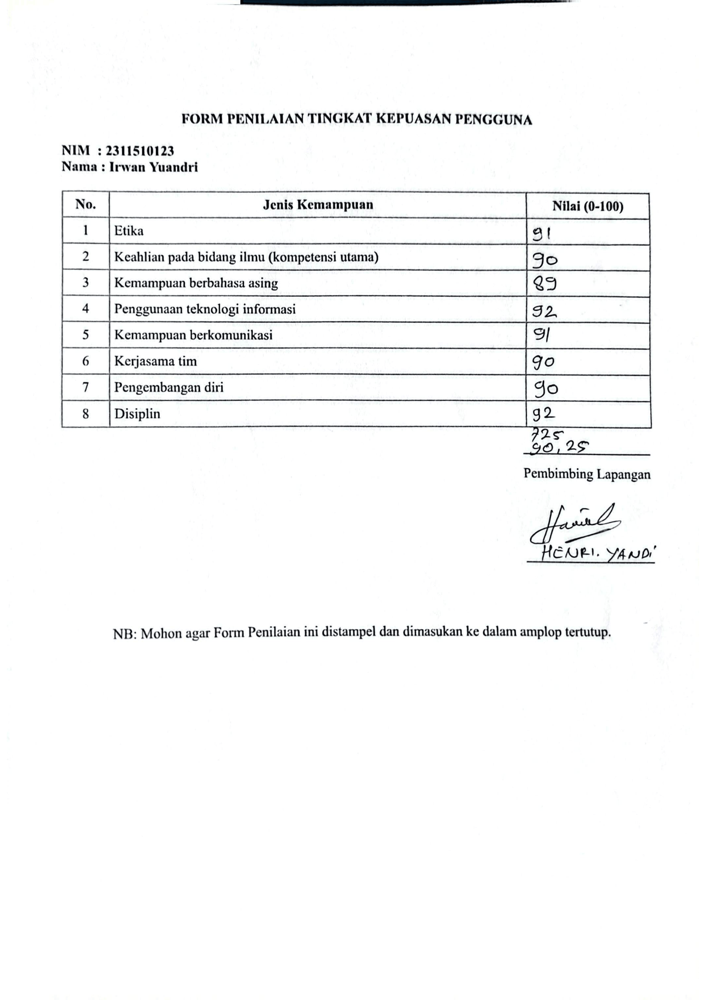 FORM PENILAIAN TINGKAT KEPUASAN PENGGUNA
NIM : 2311510123
Nama : Irwan Yuandri
No. Jenis Kemampuan Nilai (0-100)
1 Etika 91
2 Keahlian pada bidang ilmu (kompetensi utama) 90
3 Kemampuan berbahasa asing 89
4 Penggunaan teknologi informasi 92
5 Kemampuan berkomunikasi 91
6 Kerjasama tim 90
7 Pengembangan diri 90
8 Disiplin 92
725
90,25
Pembimbing Lapangan
HENRI. YANDI
NB: Mohon agar Form Penilaian ini distampel dan dimasukan ke dalam amplop tertutup.